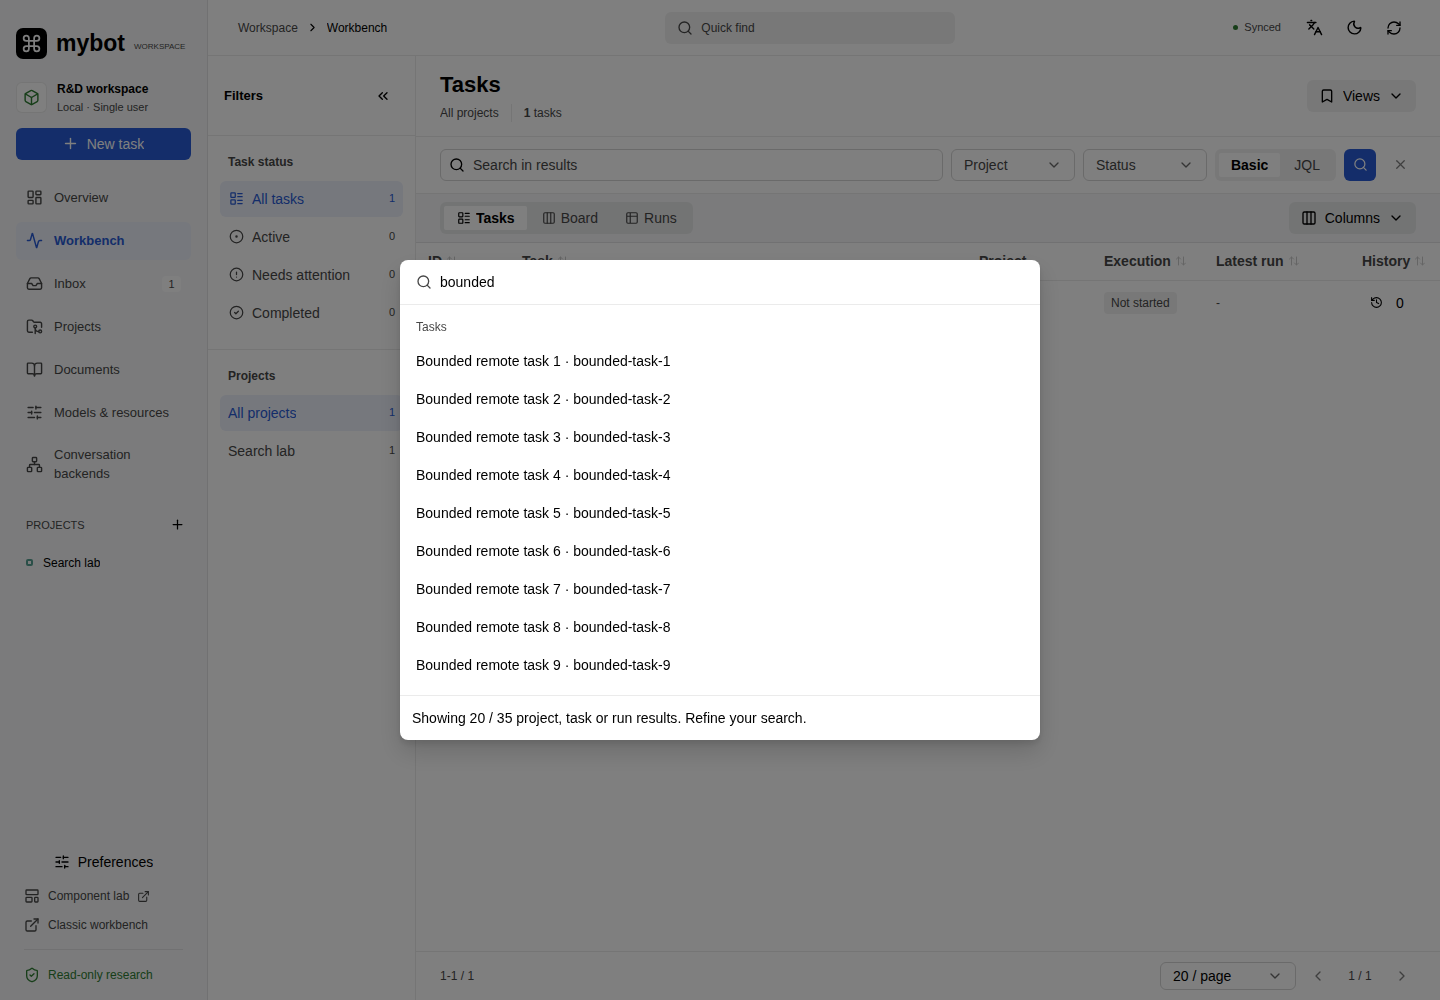 mybot WORKSPACE
R&D workspace
Local · Single user
New task
Overview
Workbench
Inbox 1
Projects
Documents
Models & resources
Conversation
backends
PROJECTS
Search lab
Preferences
Component lab
Classic workbench
Read-only research
Workspace Workbench
Quick find
Synced
Filters
Task status
All tasks 1
Active 0
Needs attention 0
Completed 0
Projects
All projects 1
Search lab 1
Tasks
All projects 1 tasks
Views
Search in results
Project
Status
Basic JQL
Tasks Board Runs
Columns
ID Task Project Execution Latest run History
Not started - 0
bounded
Tasks
Bounded remote task 1 · bounded-task-1
Bounded remote task 2 · bounded-task-2
Bounded remote task 3 · bounded-task-3
Bounded remote task 4 · bounded-task-4
Bounded remote task 5 · bounded-task-5
Bounded remote task 6 · bounded-task-6
Bounded remote task 7 · bounded-task-7
Bounded remote task 8 · bounded-task-8
Bounded remote task 9 · bounded-task-9
Showing 20 / 35 project, task or run results. Refine your search.
1-1 / 1
20 / page
1 / 1